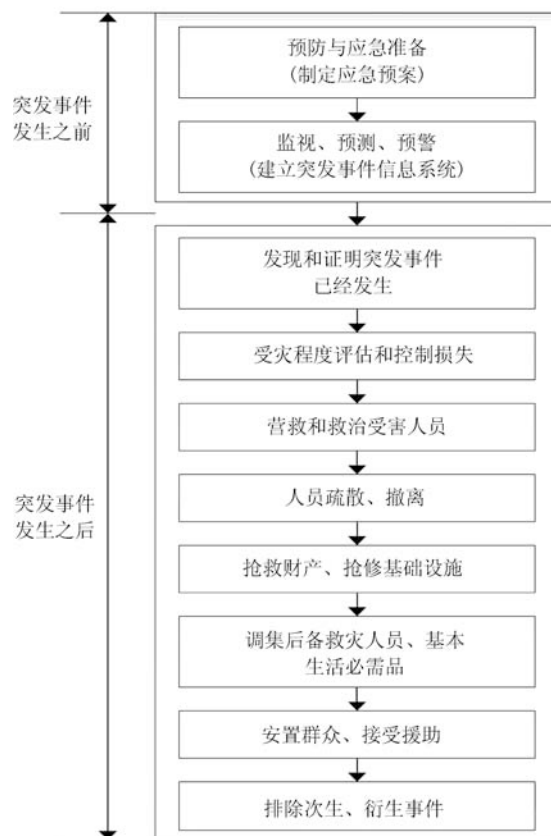 预防与应急准备
(制定应急预案)
突发事件
发生之前
监视、预测、预警
(建立突发事件信息系统)
发现和证明突发事件
已经发生
受灾程度评估和控制损失
营救和救治受害人员
人员疏散、撤离
突发事件
发生之后
抢救财产、抢修基础设施
调集后备救灾人员、基本
生活必需品
安置群众、接受援助
排除次生、衍生事件